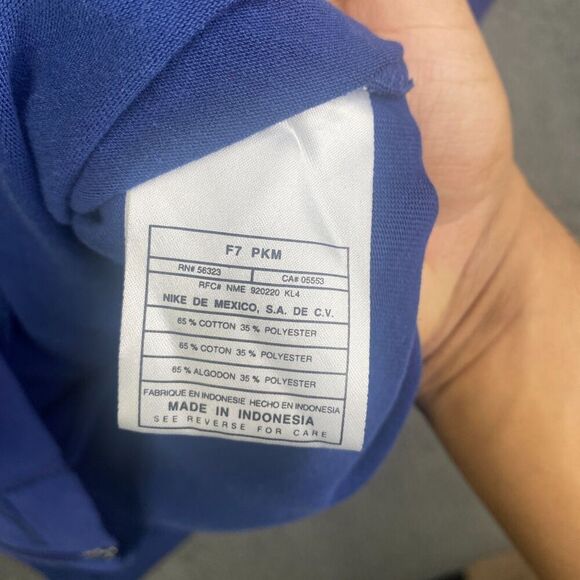 F7 PKM
RN# 56323 CA# 05553
RFC# NME 920220 KL4
NIKE DE MEXICO, S.A. DE C.V.
65 % COTTON 35 % POLYESTER
65 % COTON 35 % POLYESTER
65 % ALGODON 35 % POLYESTER
FABRIQUE EN INDONESIE HECHO EN INDONESIA
MADE IN INDONESIA
SEE REVERSE FOR CARE